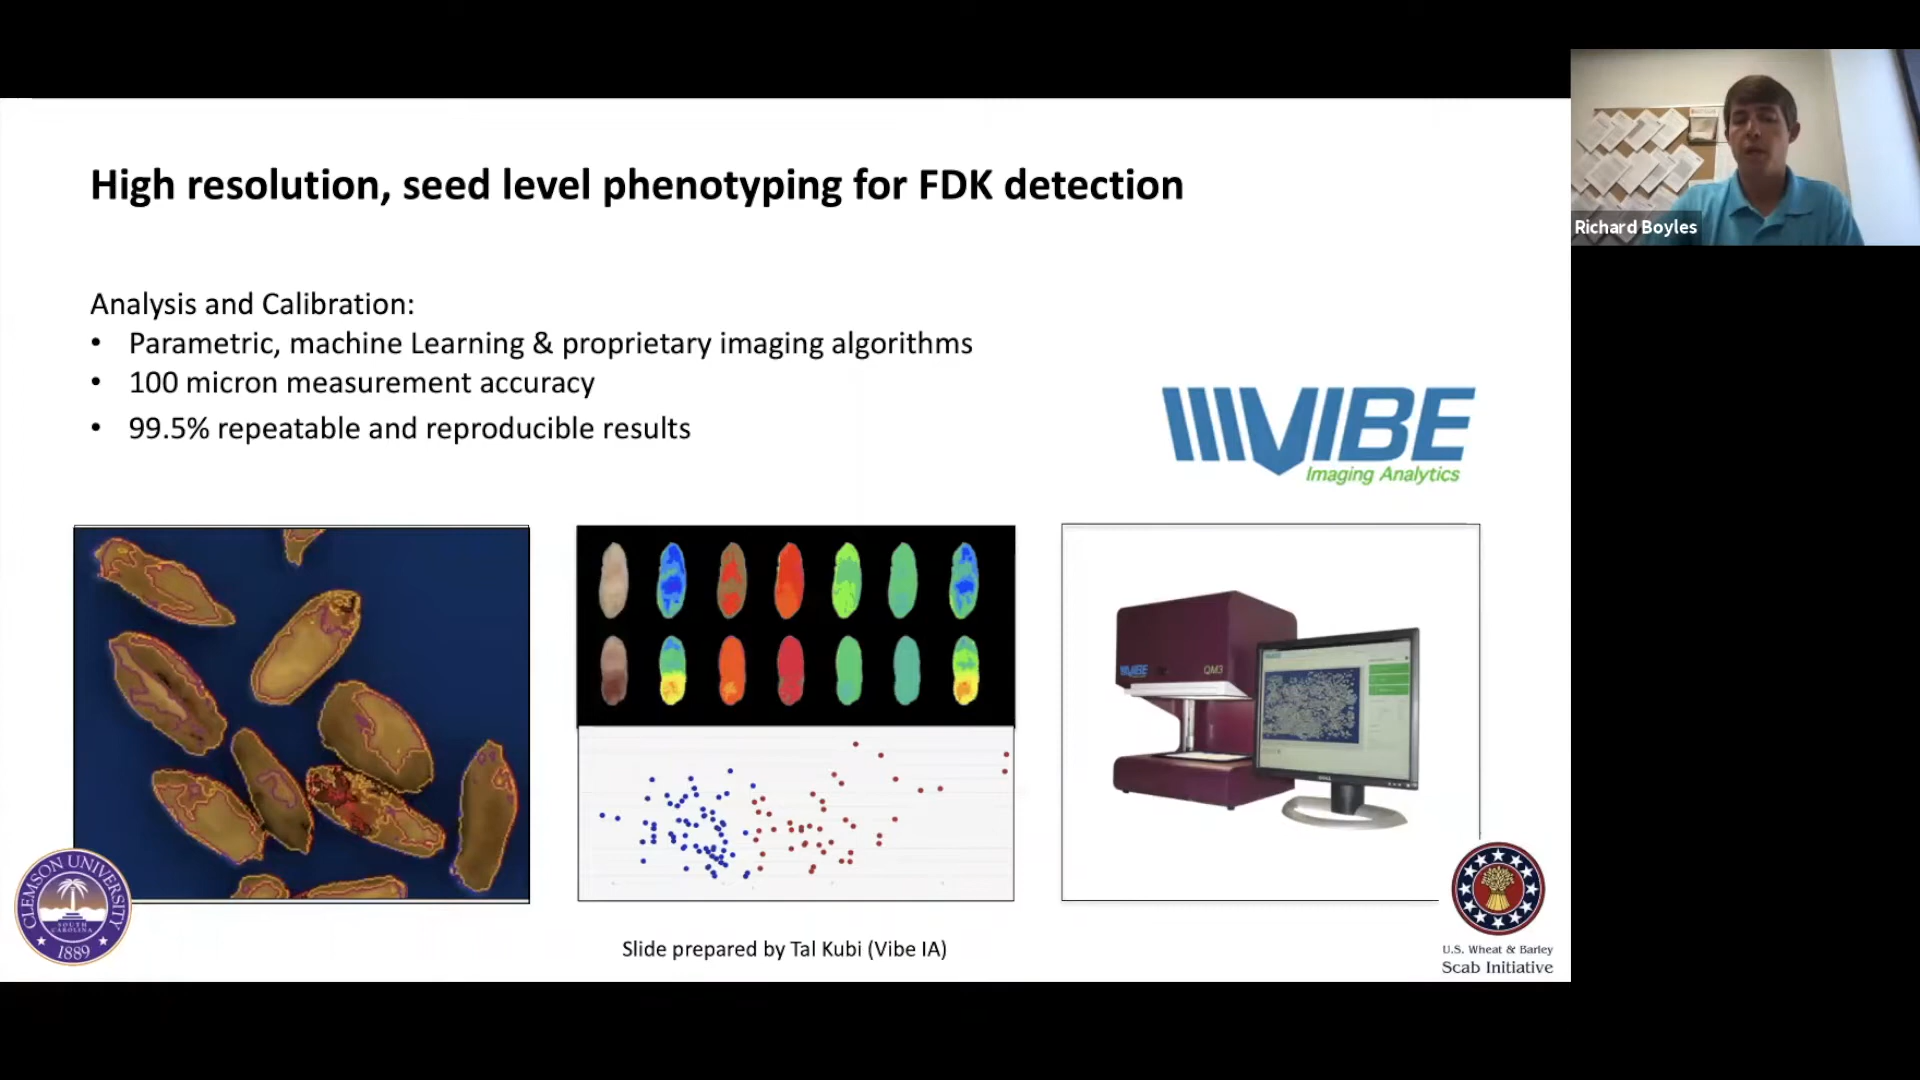 High resolution, seed level phenotyping for FDK detection
Richard Boyles
Analysis and Calibration:
• Parametric, machine Learning & proprietary imaging algorithms
• 100 micron measurement accuracy
• 99.5% repeatable and reproducible results
VIBE
Imaging Analytics
VIBE
QM3
CLEMSON UNIVERSITY
SOUTH
CAROLINA
1889
Slide prepared by Tal Kubi (Vibe IA)
U.S. Wheat & Barley
Scab Initiative